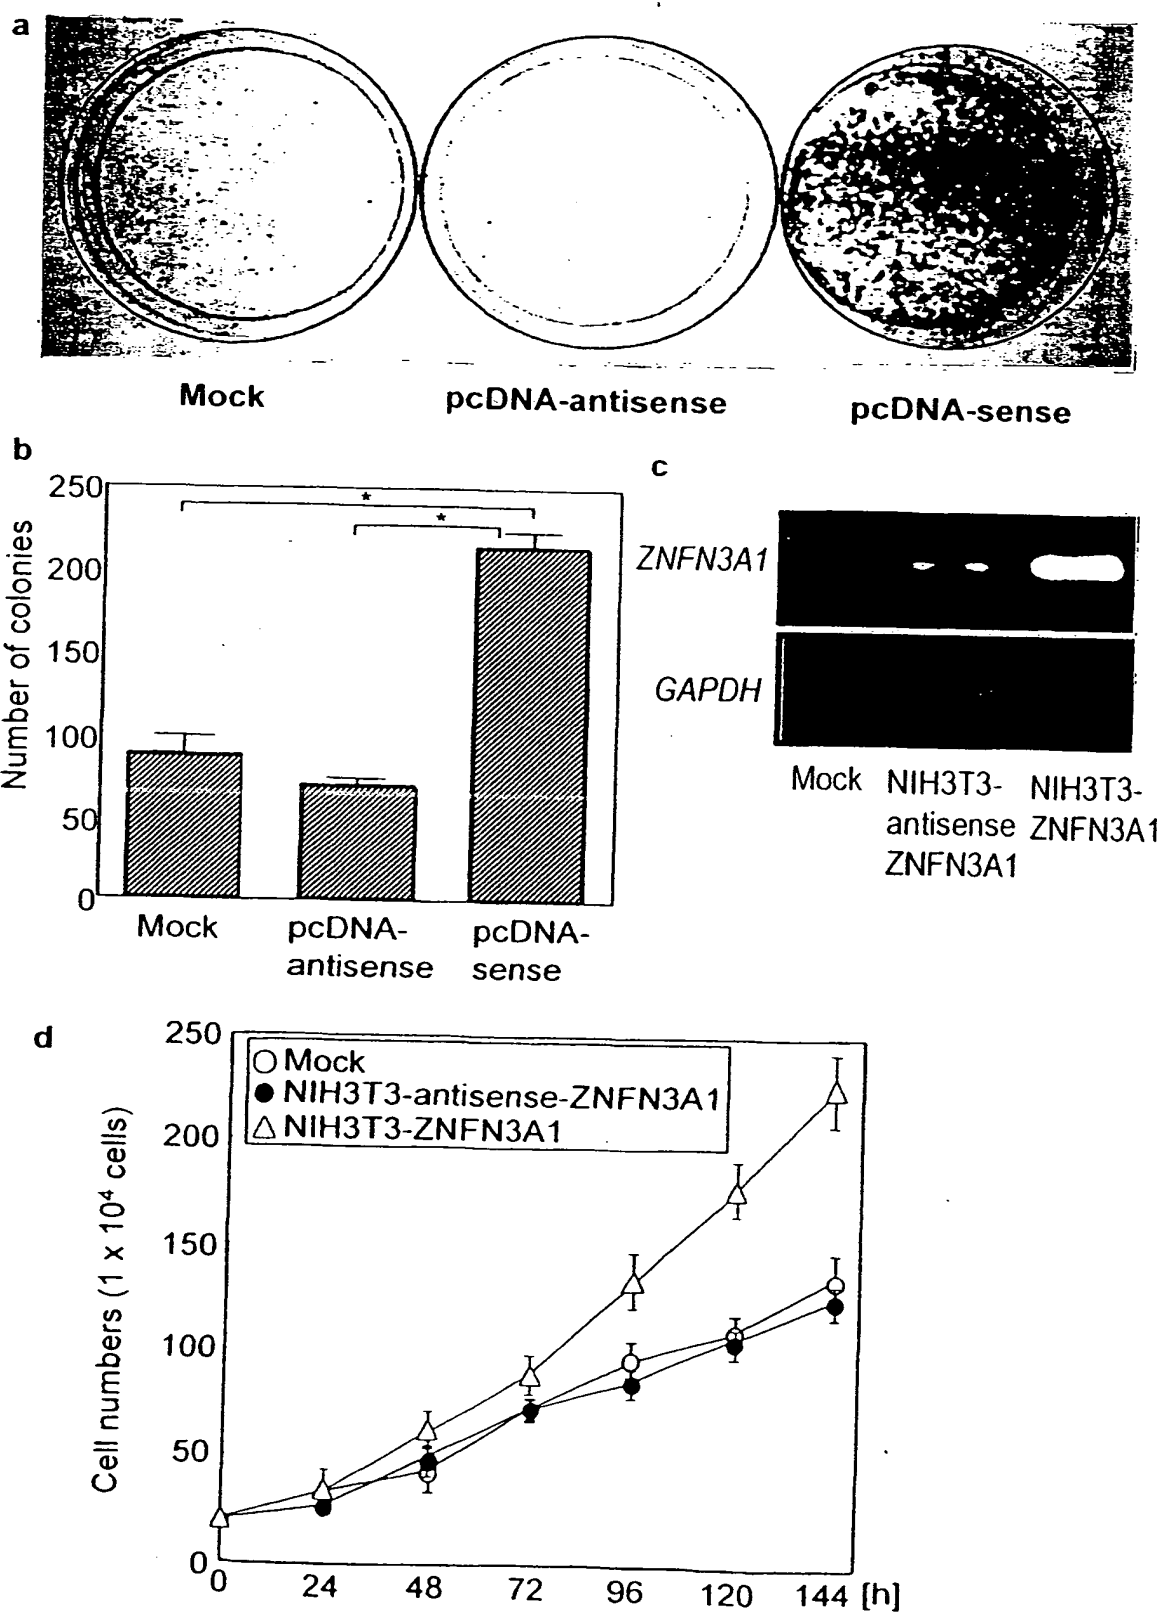 a
Mock
pcDNA-antisense
pcDNA-sense
b
250
200
150
100
50
0
Number of colonies
*
*
Mock
pcDNA-
antisense
pcDNA-
sense
c
ZNFN3A1
GAPDH
Mock
NIH3T3-
antisense
ZNFN3A1
NIH3T3-
ZNFN3A1
d
250
200
150
100
50
0
Cell numbers (1 x 10⁴ cells)
Mock
NIH3T3-antisense-ZNFN3A1
NIH3T3-ZNFN3A1
0 24 48 72 96 120 144 [h]